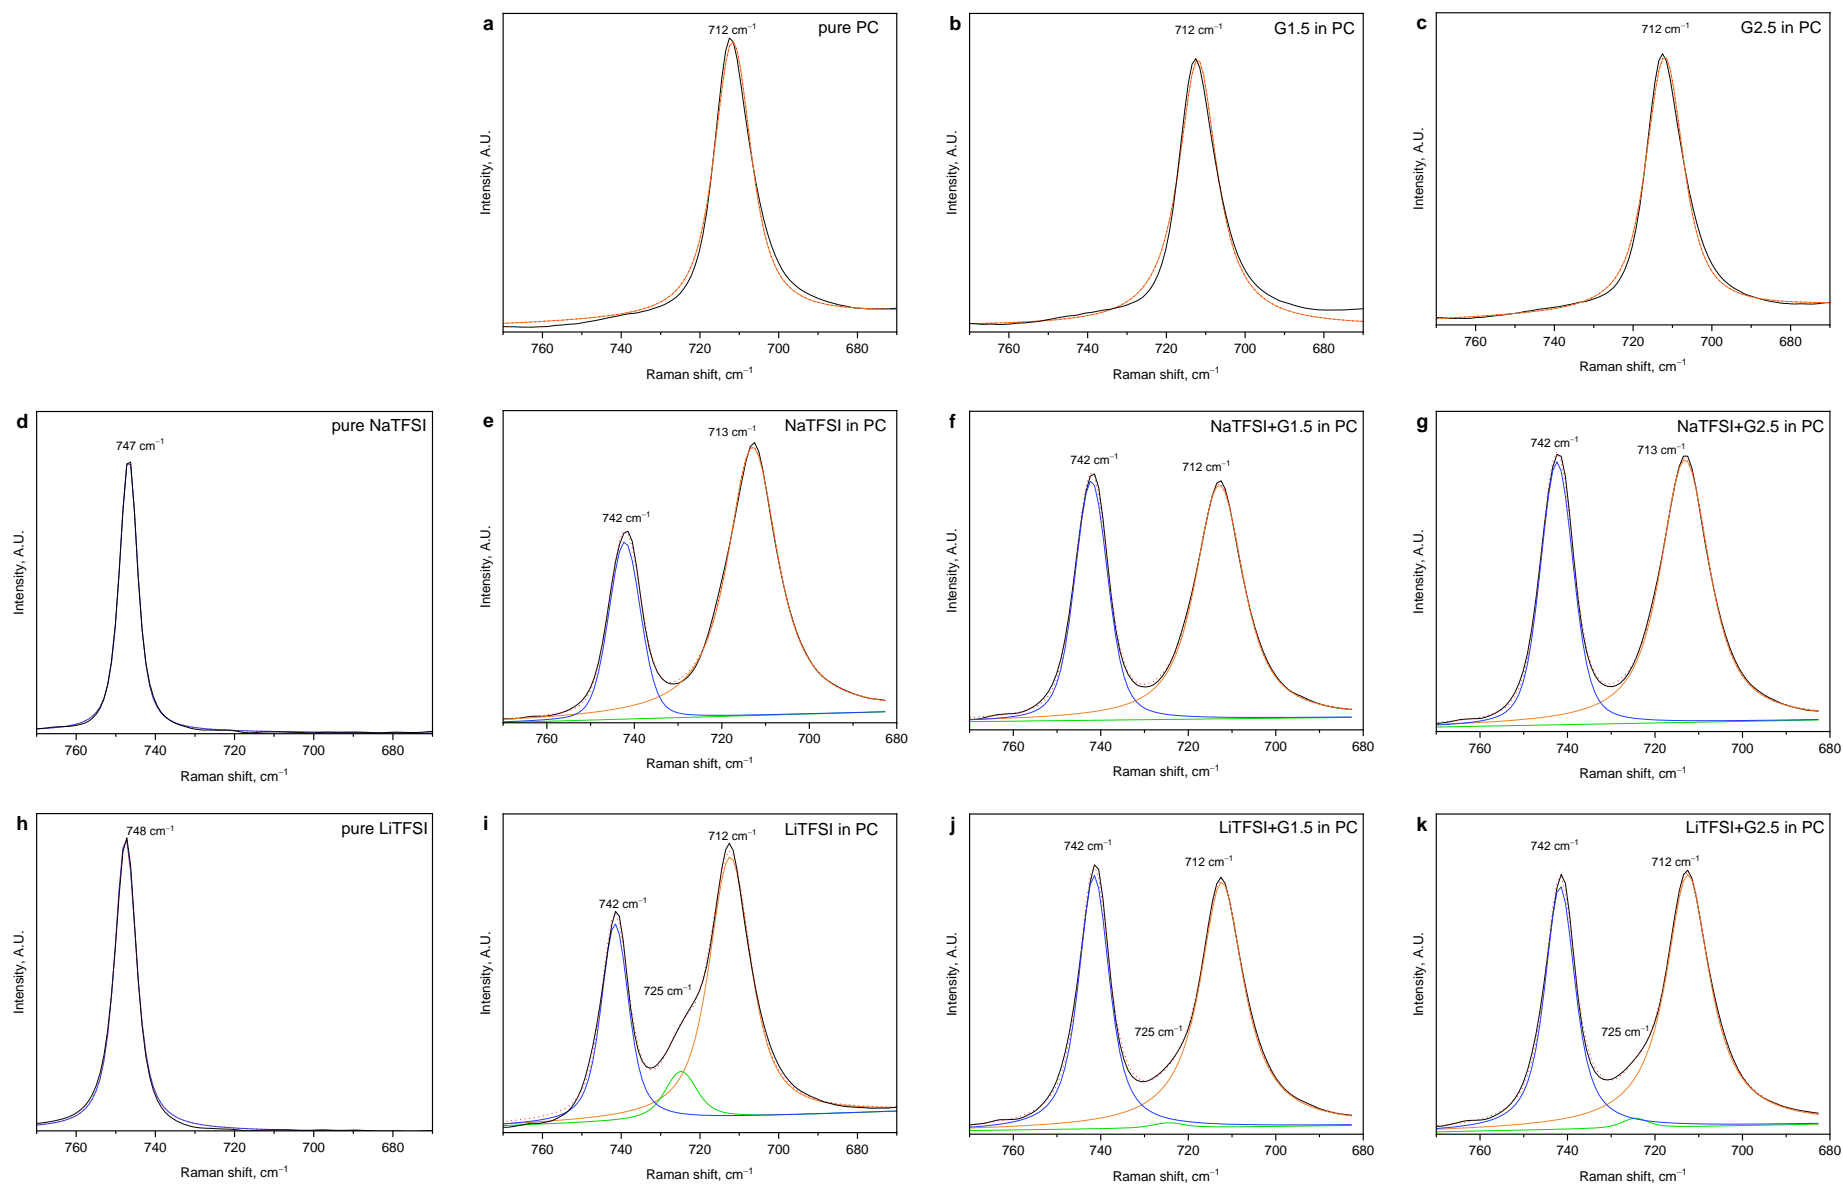 a
pure PC
712 cm⁻¹
Intensity, A.U.
760 740 720 700 680
Raman shift, cm⁻¹
b
G1.5 in PC
712 cm⁻¹
Intensity, A.U.
760 740 720 700 680
Raman shift, cm⁻¹
c
G2.5 in PC
712 cm⁻¹
Intensity, A.U.
760 740 720 700 680
Raman shift, cm⁻¹
d
pure NaTFSI
747 cm⁻¹
Intensity, A.U.
760 740 720 700 680
Raman shift, cm⁻¹
e
NaTFSI in PC
713 cm⁻¹
742 cm⁻¹
Intensity, A.U.
760 740 720 700 680
Raman shift, cm⁻¹
f
NaTFSI+G1.5 in PC
742 cm⁻¹
712 cm⁻¹
Intensity, A.U.
760 740 720 700 680
Raman shift, cm⁻¹
g
NaTFSI+G2.5 in PC
742 cm⁻¹
713 cm⁻¹
Intensity, A.U.
760 740 720 700 680
Raman shift, cm⁻¹
h
pure LiTFSI
748 cm⁻¹
Intensity, A.U.
760 740 720 700 680
Raman shift, cm⁻¹
i
LiTFSI in PC
712 cm⁻¹
742 cm⁻¹
725 cm⁻¹
Intensity, A.U.
760 740 720 700 680
Raman shift, cm⁻¹
j
LiTFSI+G1.5 in PC
742 cm⁻¹
712 cm⁻¹
725 cm⁻¹
Intensity, A.U.
760 740 720 700 680
Raman shift, cm⁻¹
k
LiTFSI+G2.5 in PC
742 cm⁻¹
712 cm⁻¹
725 cm⁻¹
Intensity, A.U.
760 740 720 700 680
Raman shift, cm⁻¹